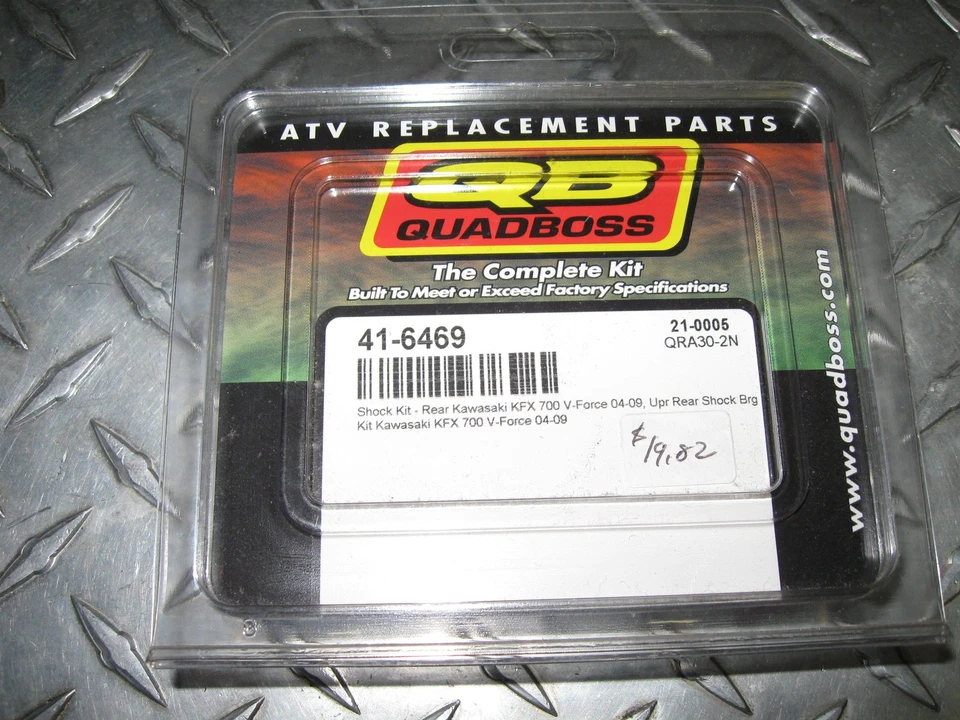 ATV REPLACEMENT PARTS
QB
QUADBOSS
The Complete Kit
Built To Meet or Exceed Factory Specifications
41-6469
21-0005
QRA30-2N
Shock Kit - Rear Kawasaki KFX 700 V-Force 04-09, Upr Rear Shock Brg
Kit Kawasaki KFX 700 V-Force 04-09
$19.82
www.quadboss.com